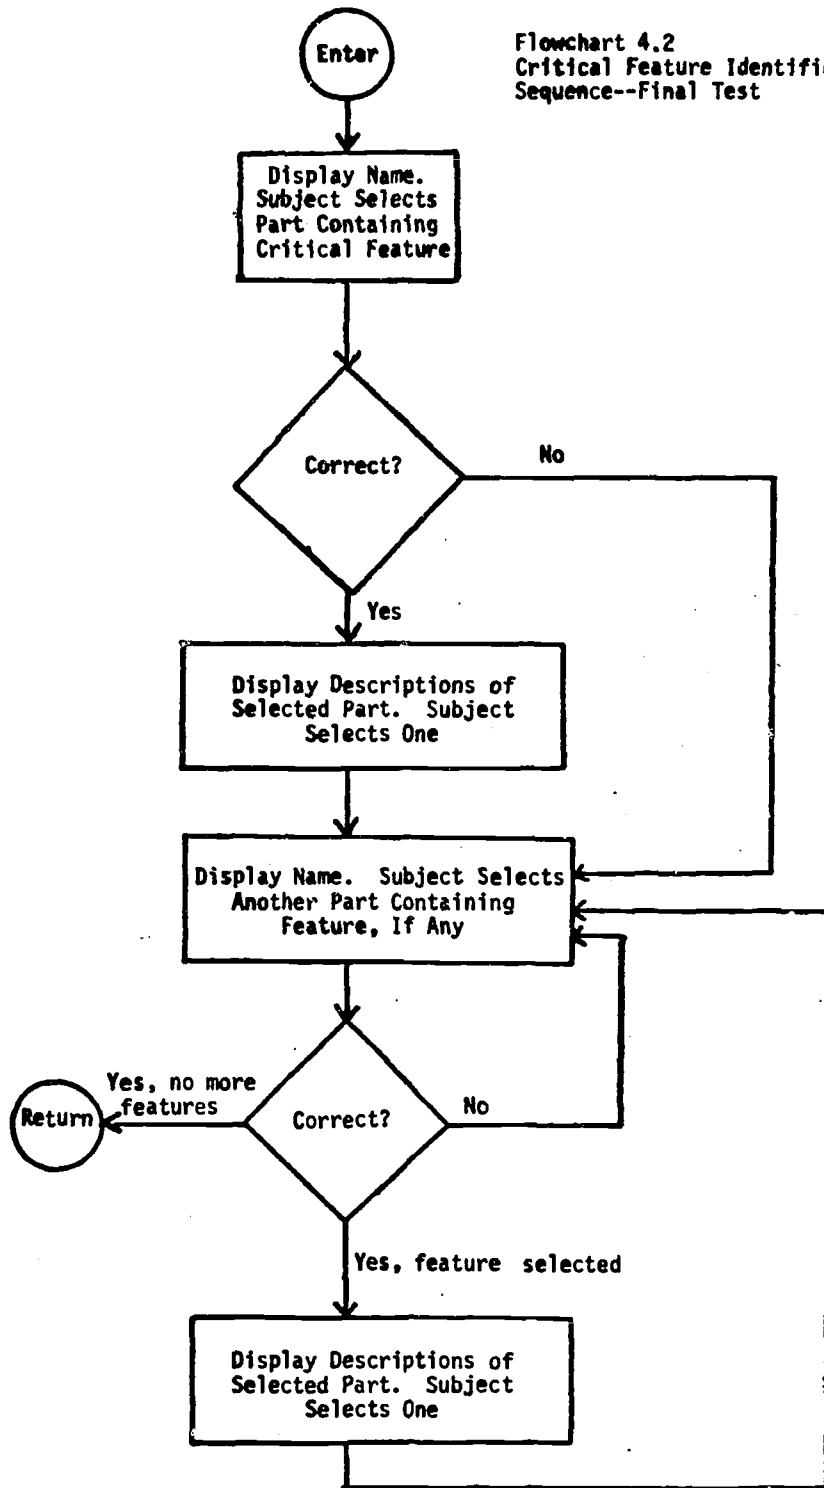 Enter
Flowchart 4.2
Critical Feature
Sequence--Final Test
Display Name.
Subject Selects
Part Containing
Critical Feature
Correct?
No
Yes
Display Descriptions of
Selected Part. Subject
Selects One
Display Name. Subject Selects
Another Part Containing
Feature, If Any
Yes, no more
features
Return
Correct?
No
Yes, feature selected
Display Descriptions of
Selected Part. Subject
Selects One